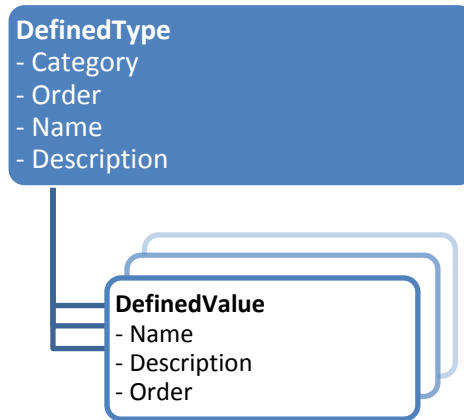 DefinedType
- Category
- Order
- Name
- Description
DefinedValue
- Name
- Description
- Order